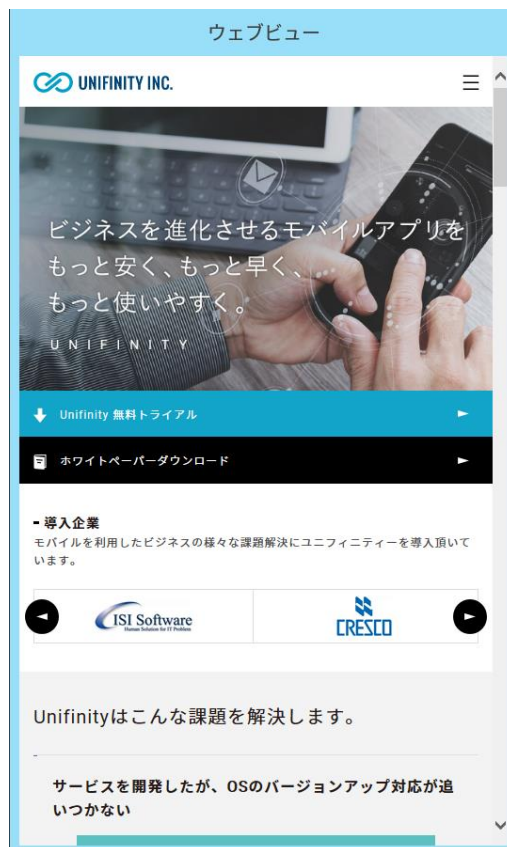 ウェブビュー
UNIFINITY INC.
ビジネスを進化させるモバイルアプリを
もっと安く、もっと早く、
もっと使いやすく。
UNIFINITY
Unifinity 無料トライアル
ホワイトペーパーダウンロード
導入企業
モバイルを利用したビジネスの様々な課題解決にユニフィニティーを導入頂いて
います。
ISI Software
Human Solution for IT Problem
CRESCO
Unifinityはこんな課題を解決します。
サービスを開発したが、OSのバージョンアップ対応が追
いつかない